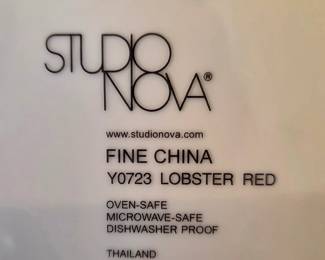 STUDIO
NOVA®
www.studionova.com
FINE CHINA
Y0723 LOBSTER RED
OVEN-SAFE
MICROWAVE-SAFE
DISHWASHER PROOF
THAILAND